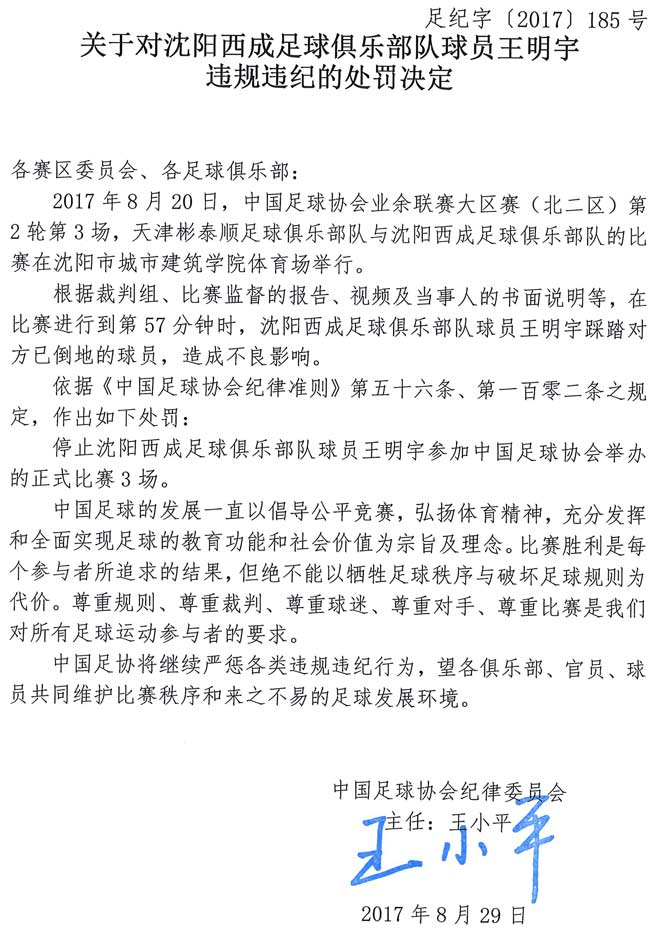 足纪字〔2017〕185号
关于对沈阳西成足球俱乐部队球员王明宇
违规违纪的处罚决定
各赛区委员会、各足球俱乐部：
2017年8月20日，中国足球协会业余联赛大区赛（北二区）第
2轮第3场，天津彬泰顺足球俱乐部队与沈阳西成足球俱乐部队的比
赛在沈阳市城市建筑学院体育场举行。
根据裁判组、比赛监督的报告、视频及当事人的书面说明等，在
比赛进行到第57分钟时，沈阳西成足球俱乐部队球员王明宇踩踏对
方已倒地的球员，造成不良影响。
依据《中国足球协会纪律准则》第五十六条、第一百零二条之规
定，作出如下处罚：
停止沈阳西成足球俱乐部队球员王明宇参加中国足球协会举办
的正式比赛3场。
中国足球的发展一直以倡导公平竞赛，弘扬体育精神，充分发挥
和全面实现足球的教育功能和社会价值为宗旨及理念。比赛胜利是每
个参与者所追求的结果，但绝不能以牺牲足球秩序与破坏足球规则为
代价。尊重规则、尊重裁判、尊重球迷、尊重对手、尊重比赛是我们
对所有足球运动参与者的要求。
中国足协将继续严惩各类违规违纪行为，望各俱乐部、官员、球
员共同维护比赛秩序和来之不易的足球发展环境。
中国足球协会纪律委员会
主任：王小平
王小平
2017年8月29日